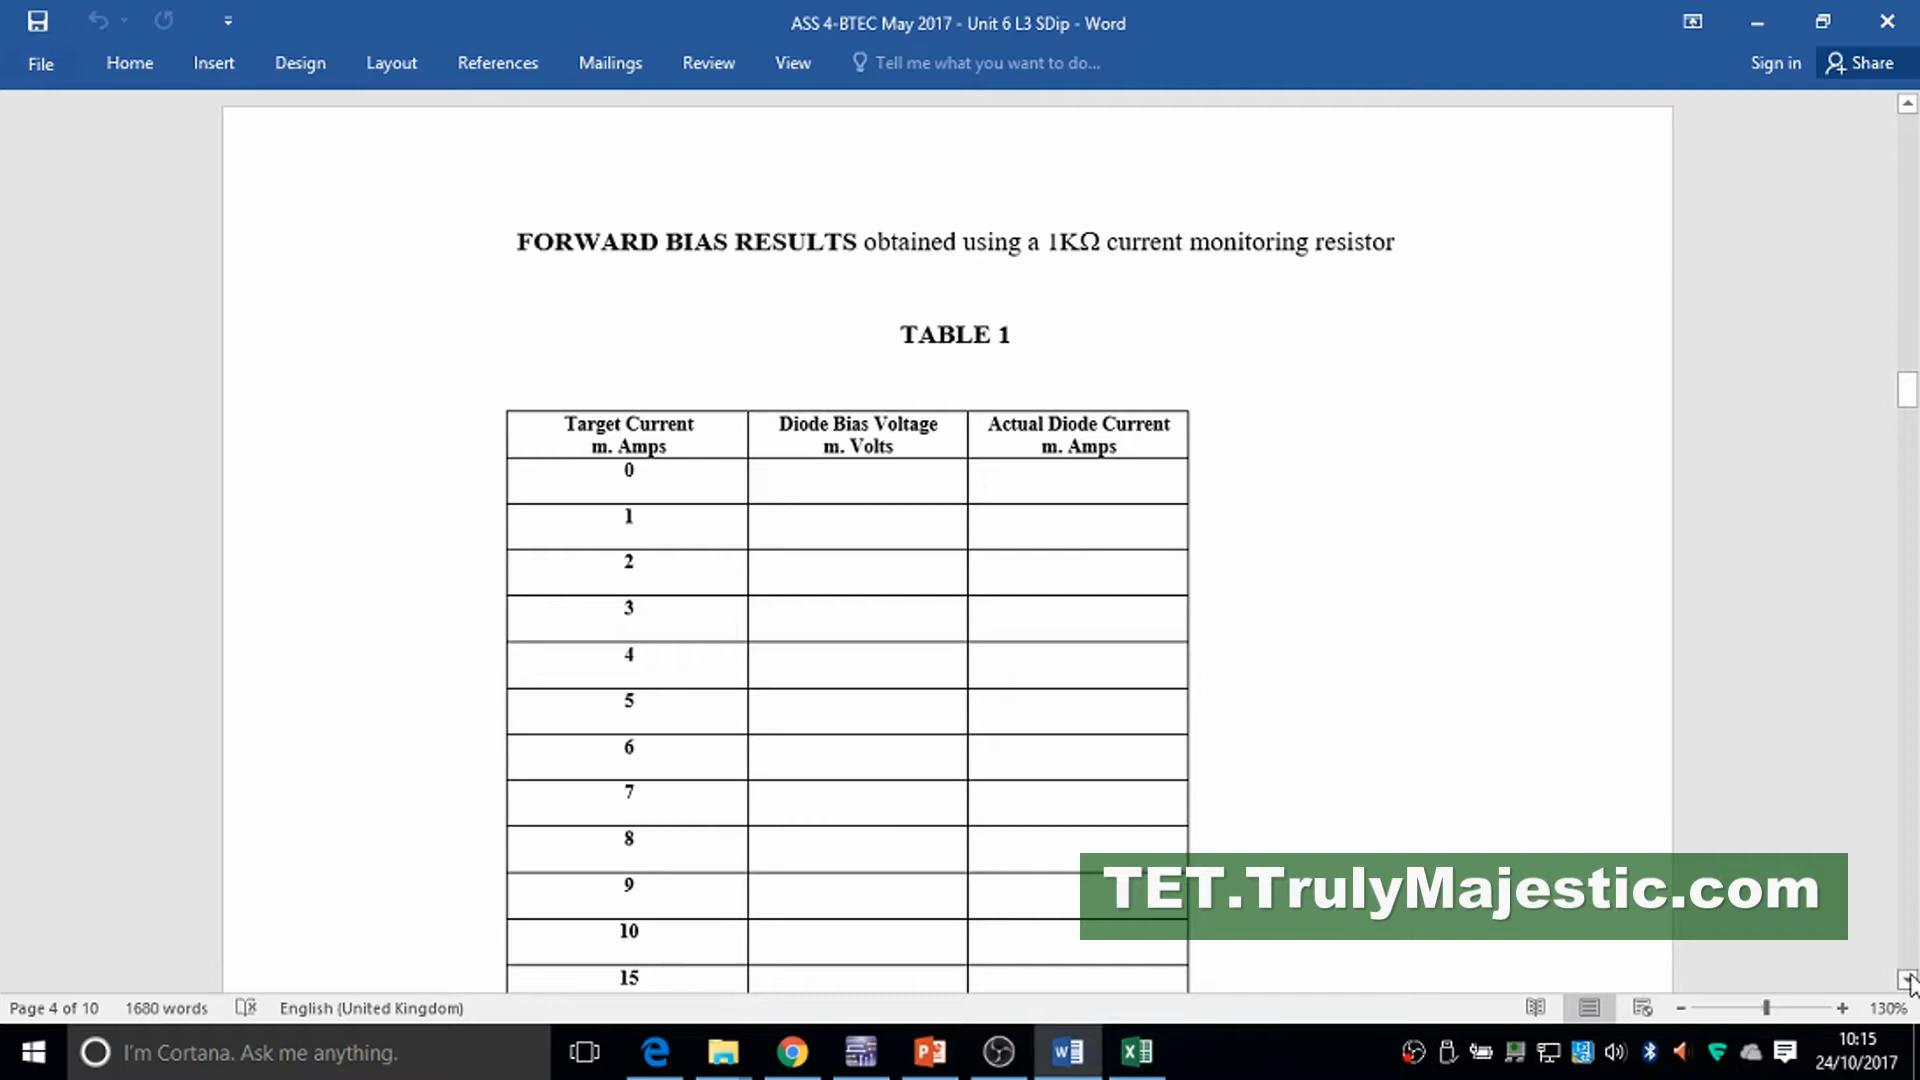 ASS 4-BTEC May 2017 - Unit 6 L3 SDip - Word
File Home Insert Design Layout References Mailings Review View Tell me what you want to do... Sign in Share
FORWARD BIAS RESULTS obtained using a 1KΩ current monitoring resistor
TABLE 1
Target Current Diode Bias Voltage Actual Diode Current
m. Amps m. Volts m. Amps
0
1
2
3
4
5
6
7
8
9
10
15
TET.TrulyMajestic.com
Page 4 of 10 1680 words English (United Kingdom) 130%
I'm Cortana. Ask me anything. 10:15
24/10/2017